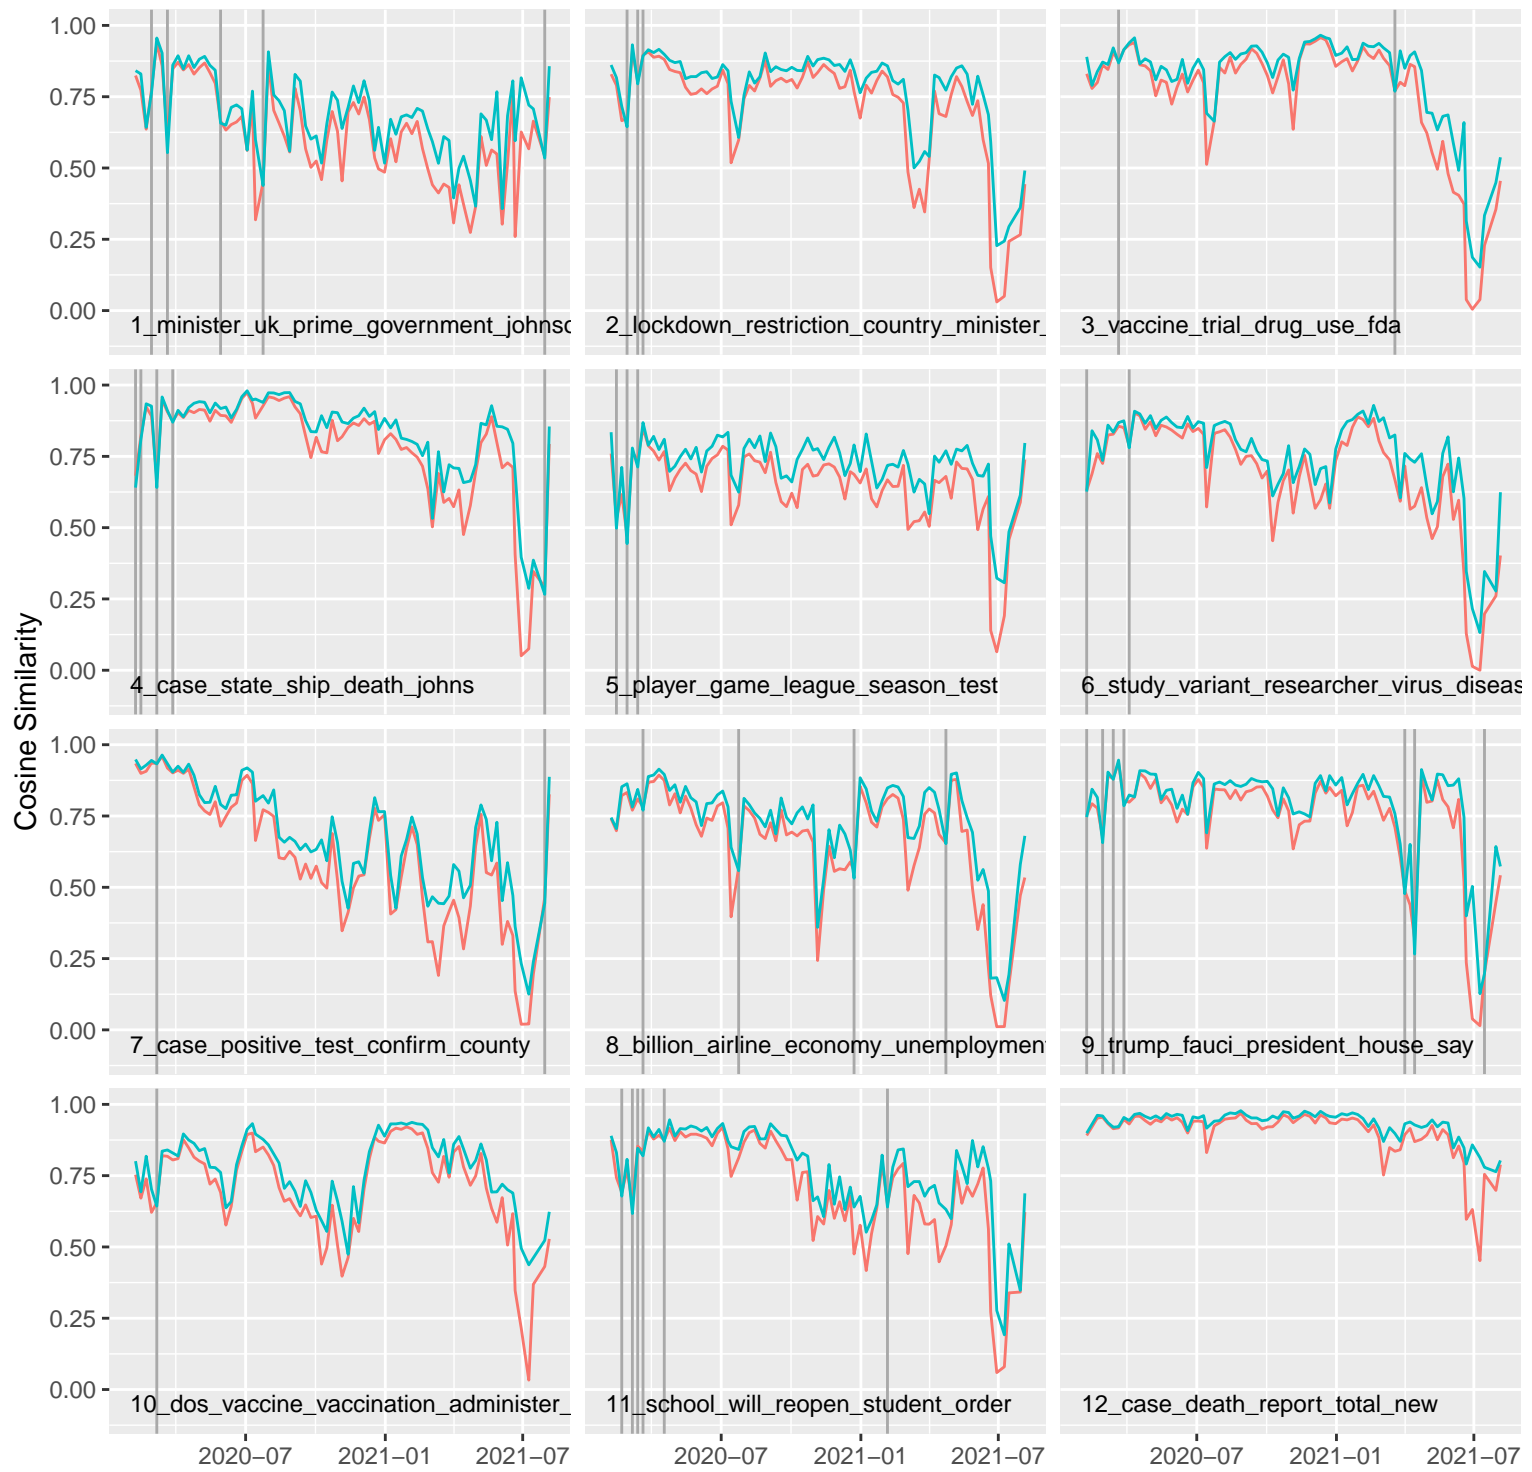 Cosine Similarity
1.00
0.75
0.50
0.25
0.00
1_minister_uk_prime_government_johnso
2_lockdown_restriction_country_minister_
3_vaccine_trial_drug_use_fda
1.00
0.75
0.50
0.25
0.00
4_case_state_ship_death_johns
5_player_game_league_season_test
6_study_variant_researcher_virus_diseas
1.00
0.75
0.50
0.25
0.00
7_case_positive_test_confirm_county
8_billion_airline_economy_unemployment
9_trump_fauci_president_house_say
1.00
0.75
0.50
0.25
0.00
10_dos_vaccine_vaccination_administer_
11_school_will_reopen_student_order
12_case_death_report_total_new
2020−07 2021−01 2021−07
2020−07 2021−01 2021−07
2020−07 2021−01 2021−07